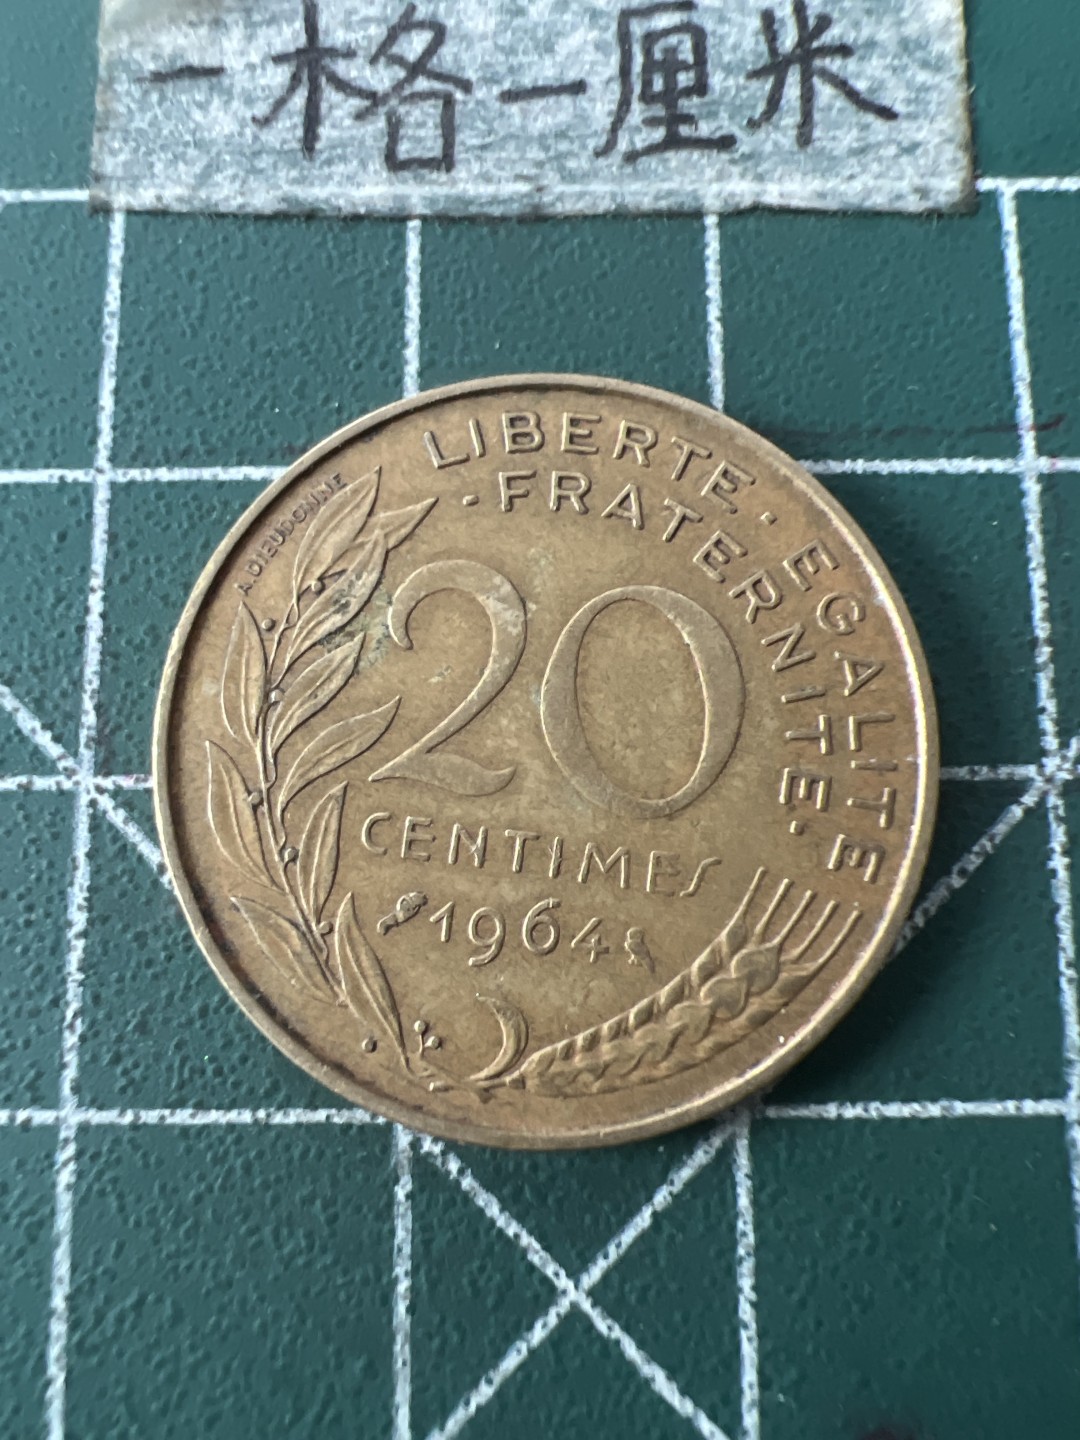 一格一厘米
LIBERTE · EGALITE
· FRATERNITE ·
A.DIEUDONNE
20
CENTIMES
1964